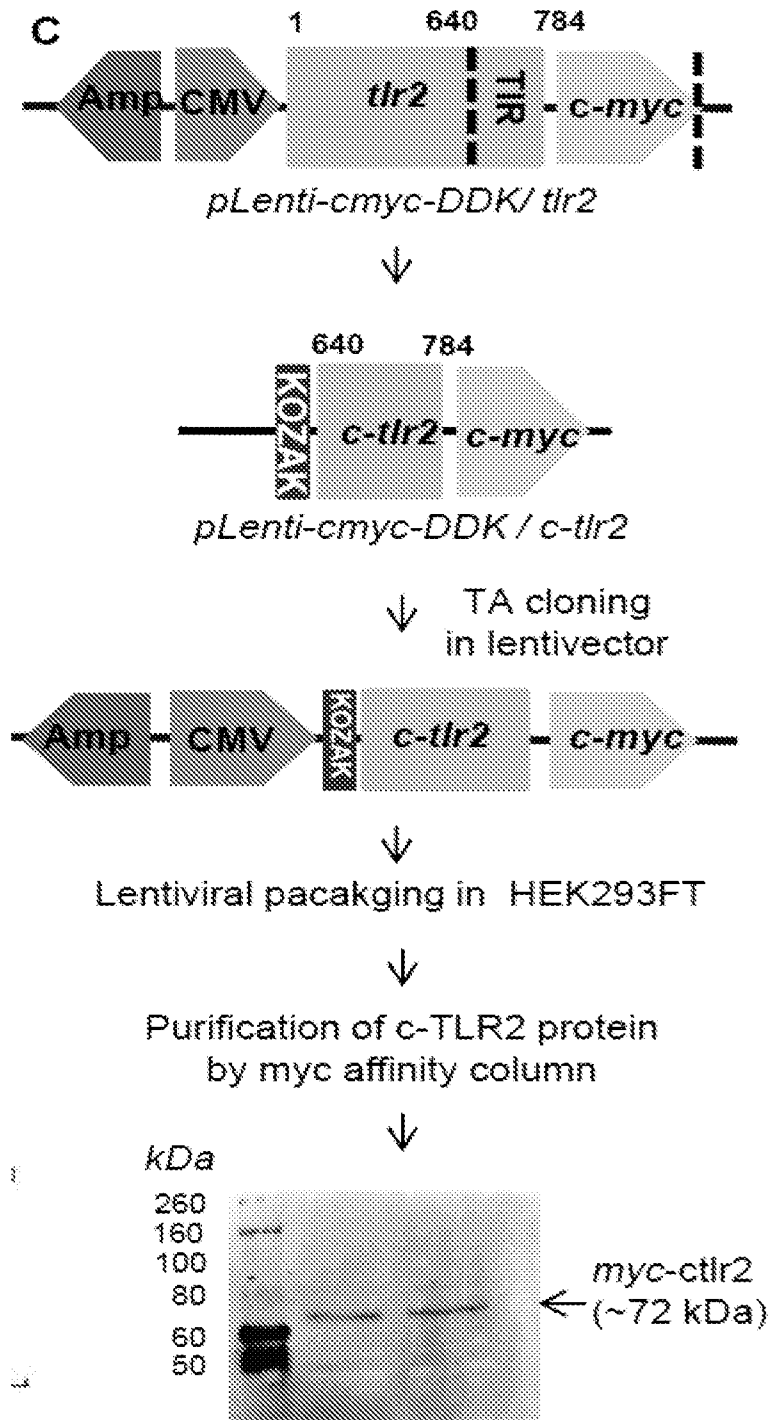 C
1 640 784
Amp CMV tlr2 TIR c-myc
pLenti-cmyc-DDK/ tlr2
640 784
KOZAK c-tlr2 c-myc
pLenti-cmyc-DDK / c-tlr2
TA cloning
in lentivector
Amp CMV KOZAK c-tlr2 c-myc
Lentiviral pacakging in HEK293FT
Purification of c-TLR2 protein
by myc affinity column
kDa
260
160
100
80
60
50
myc-ctlr2
(~72 kDa)